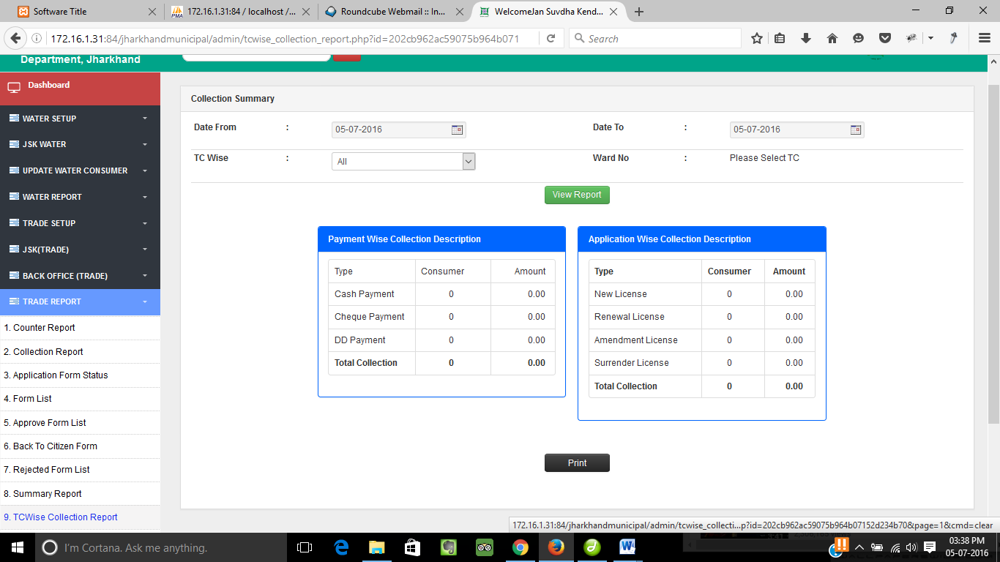 Software Title
172.16.1.31:84 / localhost /...
Roundcube Webmail :: In...
WelcomeJan Suvdha Kend...
172.16.1.31:84/jharkhandmunicipal/admin/tcwise_collection_report.php?id=202cb962ac59075b964b071
Search
Department, Jharkhand
Dashboard
WATER SETUP
JSK WATER
UPDATE WATER CONSUMER
WATER REPORT
TRADE SETUP
JSK(TRADE)
BACK OFFICE (TRADE)
TRADE REPORT
1. Counter Report
2. Collection Report
3. Application Form Status
4. Form List
5. Approve Form List
6. Back To Citizen Form
7. Rejected Form List
8. Summary Report
9. TCWise Collection Report
Collection Summary
Date From : 05-07-2016 Date To : 05-07-2016
TC Wise : All Ward No : Please Select TC
View Report
Payment Wise Collection Description
Type Consumer Amount
Cash Payment 0 0.00
Cheque Payment 0 0.00
DD Payment 0 0.00
Total Collection 0 0.00
Application Wise Collection Description
Type Consumer Amount
New License 0 0.00
Renewal License 0 0.00
Amendment License 0 0.00
Surrender License 0 0.00
Total Collection 0 0.00
Print
172.16.1.31:84/jharkhandmunicipal/admin/tcwise_collecti...p?id=202cb962ac59075b964b07152d234b70&page=1&cmd=clear
I'm Cortana. Ask me anything.
03:38 PM
05-07-2016